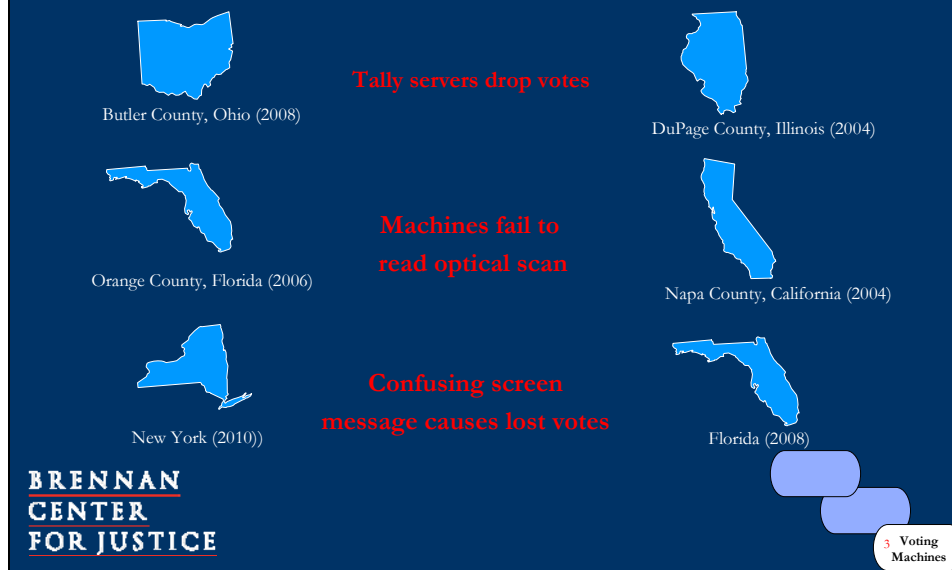 Tally servers drop votes
Butler County, Ohio (2008)
DuPage County, Illinois (2004)
Machines fail to
read optical scan
Orange County, Florida (2006)
Napa County, California (2004)
Confusing screen
message causes lost votes
New York (2010))
Florida (2008)
BRENNAN
CENTER
FOR JUSTICE
3 Voting
Machines